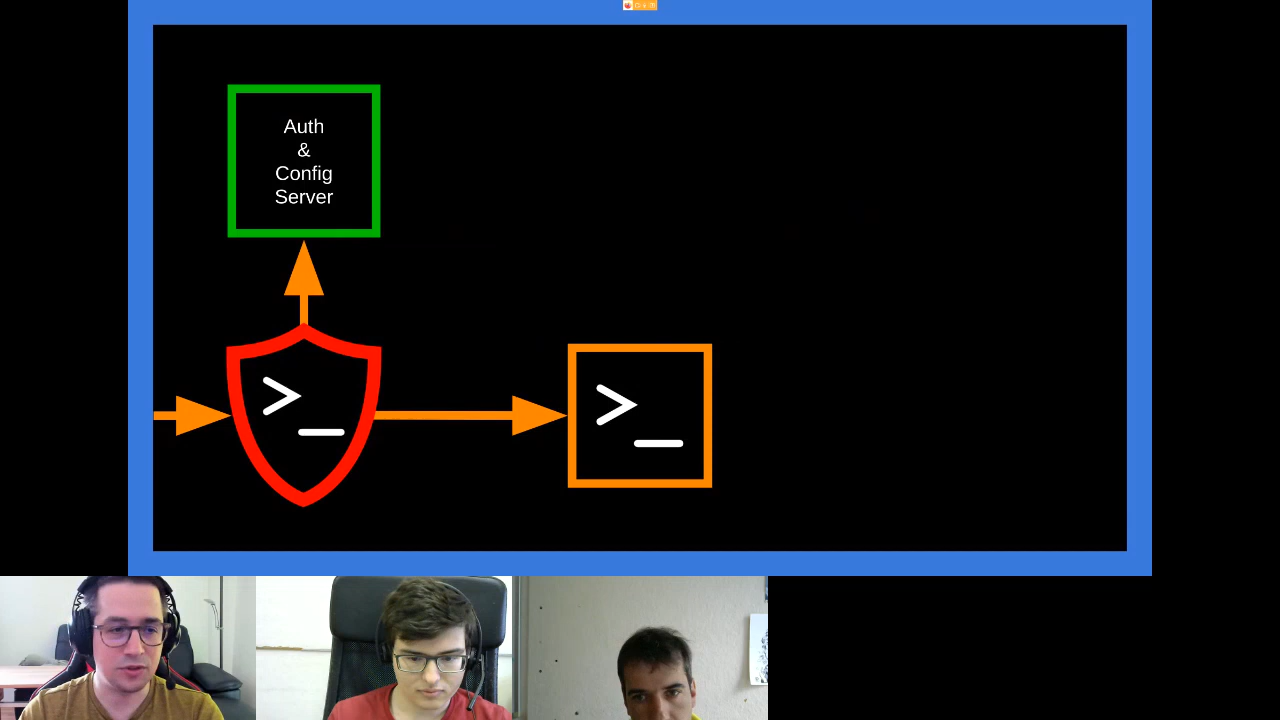 Auth
&
Config
Server
>_
>_